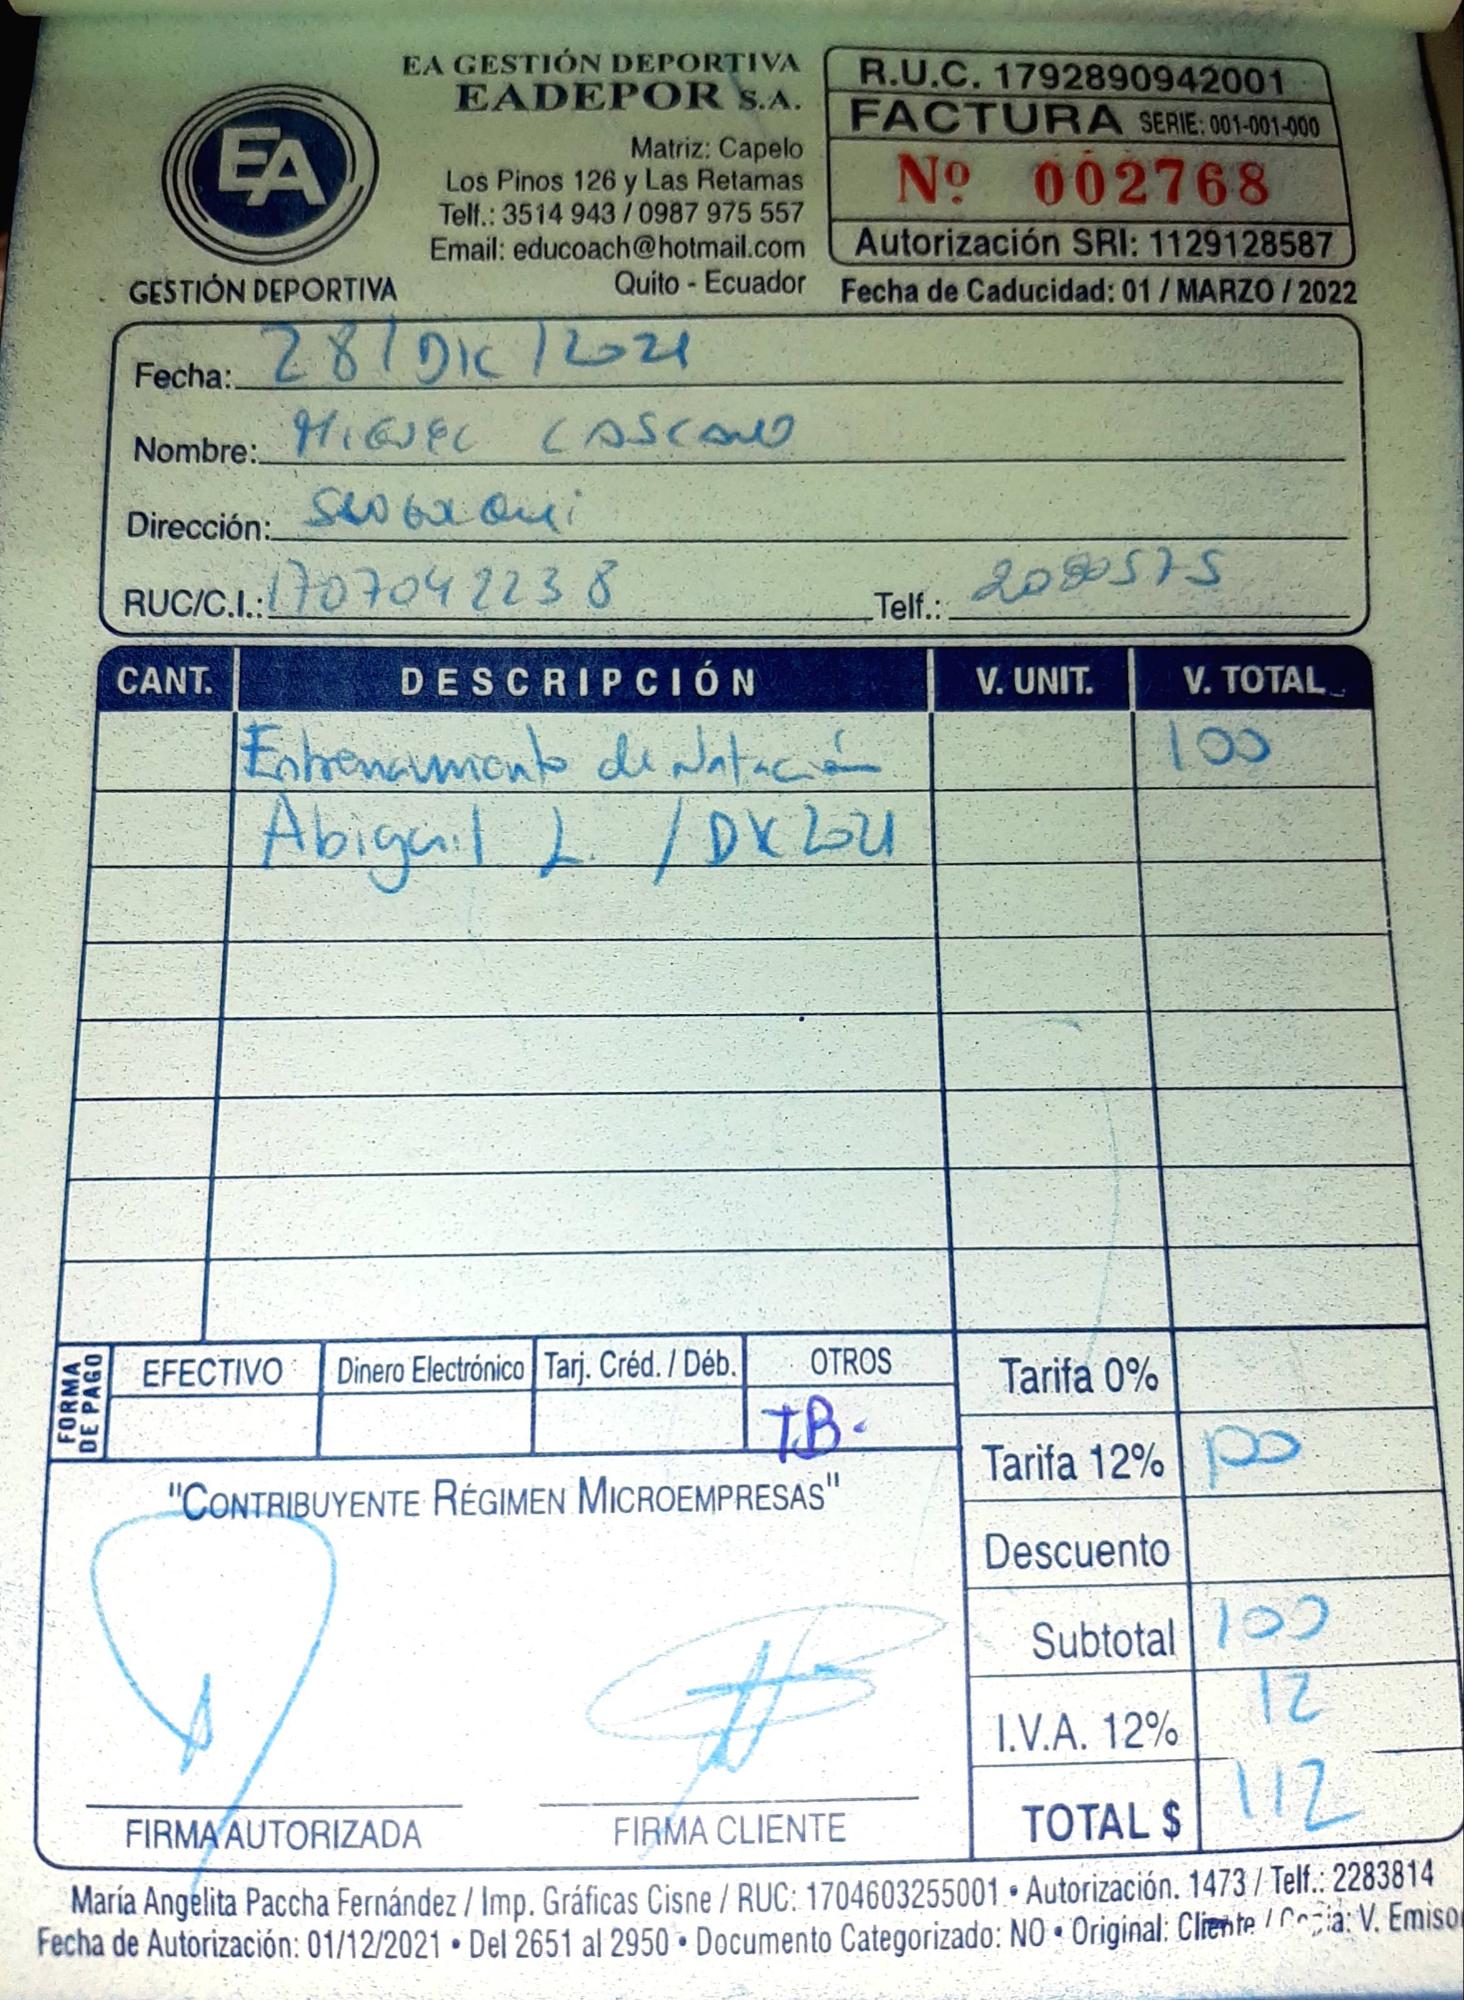 EA GESTIÓN DEPORTIVA
EADEPOR S.A.
EA
GESTIÓN DEPORTIVA
Matriz: Capelo
Los Pinos 126 y Las Retamas
Telf.: 3514 943 / 0987 975 557
Email: educoach@hotmail.com
Quito - Ecuador
R.U.C. 1792890942001
FACTURA SERIE: 001-001-000
Nº 002768
Autorización SRI: 1129128587
Fecha de Caducidad: 01 / MARZO / 2022
Fecha: 28 / DIC / 2021
Nombre: MIGUEL CASCANO
Dirección:
RUC/C.I.: 1707042238 Telf.: 2080575
CANT. DESCRIPCIÓN V. UNIT. V. TOTAL
Entrenamiento de Natación 100
Abigail L. / DIC 2021
FORMA DE PAGO
EFECTIVO Dinero Electrónico Tarj. Créd. / Déb. OTROS
T.B.
Tarifa 0%
Tarifa 12% 100
Descuento
Subtotal 100
I.V.A. 12% 12
TOTAL $ 112
"CONTRIBUYENTE RÉGIMEN MICROEMPRESAS"
FIRMA AUTORIZADA FIRMA CLIENTE
María Angelita Paccha Fernández / Imp. Gráficas Cisne / RUC: 1704603255001 • Autorización. 1473 / Telf.: 2283814
Fecha de Autorización: 01/12/2021 • Del 2651 al 2950 • Documento Categorizado: NO • Original: Cliente / Copia: V. Emisor